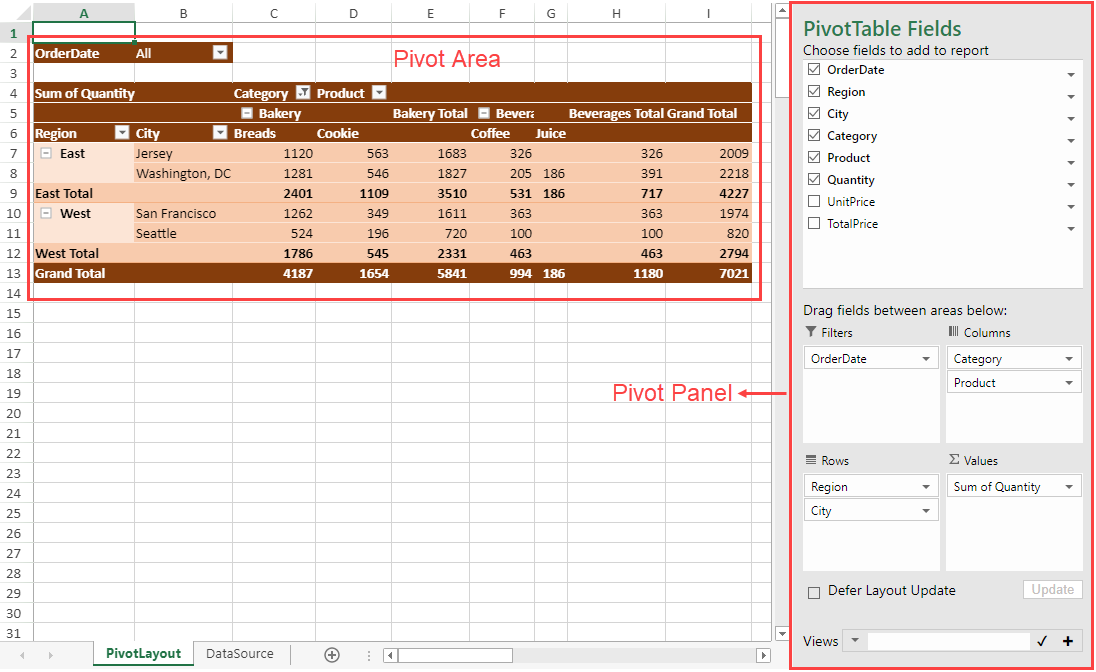 A B C D E F G H I
1
2 OrderDate All
Pivot Area
3
4 Sum of Quantity Category Product
5 Bakery Bakery Total Bevera Beverages Total Grand Total
6 Region City Breads Cookie Coffee Juice
7 East Jersey 1120 563 1683 326 326 2009
8 Washington, DC 1281 546 1827 205 186 391 2218
9 East Total 2401 1109 3510 531 186 717 4227
10 West San Francisco 1262 349 1611 363 363 1974
11 Seattle 524 196 720 100 100 820
12 West Total 1786 545 2331 463 463 2794
13 Grand Total 4187 1654 5841 994 186 1180 7021
14
15
16
17
18
19
20
21
22
23
24
25
26
27
28
29
30
31
Pivot Panel
PivotLayout DataSource
PivotTable Fields
Choose fields to add to report
OrderDate
Region
City
Category
Product
Quantity
UnitPrice
TotalPrice
Drag fields between areas below:
Filters Columns
OrderDate Category
Product
Rows Σ Values
Region Sum of Quantity
City
Defer Layout Update Update
Views